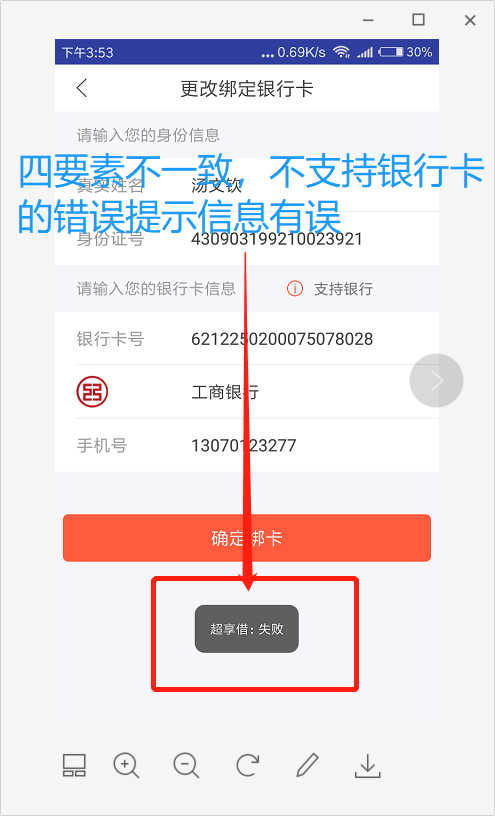 下午3:53 ... 0.69K/s 30%
更改绑定银行卡
请输入您的身份信息
四要素不一致，不支持银行卡
的错误提示信息有误
真实姓名 汤文钦
身份证号 430903199210023921
请输入您的银行卡信息 支持银行
银行卡号 6212250200075078028
工商银行
手机号 13070123277
确定绑卡
超享借：失败